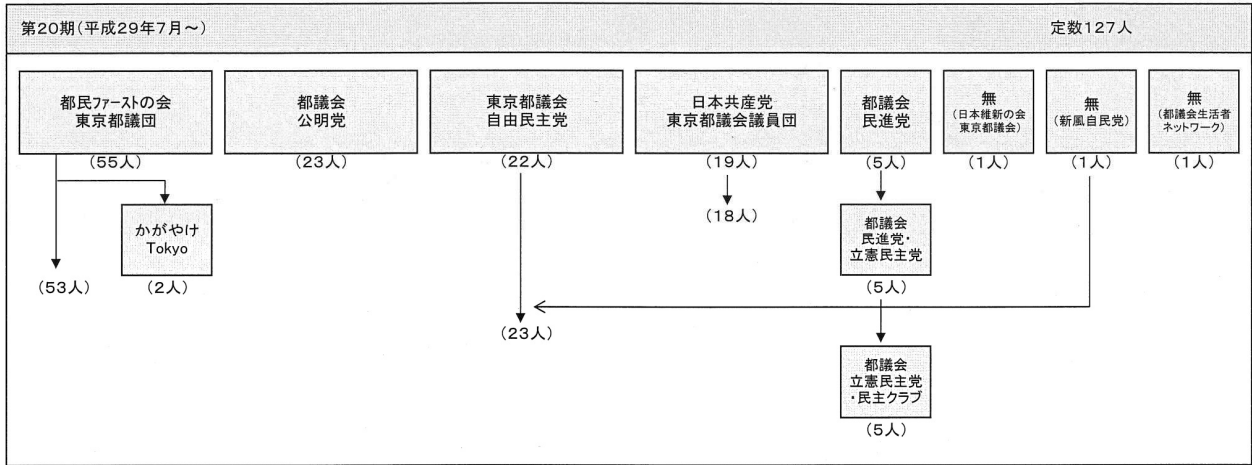 第20期(平成29年7月～) 定数127人
都民ファーストの会
東京都議団
(55人)
都議会
公明党
(23人)
東京都議会
自由民主党
(22人)
日本共産党
東京都議会議員団
(19人)
都議会
民進党
(5人)
無
(日本維新の会
東京都議会)
(1人)
無
(新風自民党)
(1人)
無
(都議会生活者
ネットワーク)
(1人)
かがやけ
Tokyo
(2人)
(53人)
(18人)
都議会
民進党・
立憲民主党
(5人)
(23人)
都議会
立憲民主党
・民主クラブ
(5人)